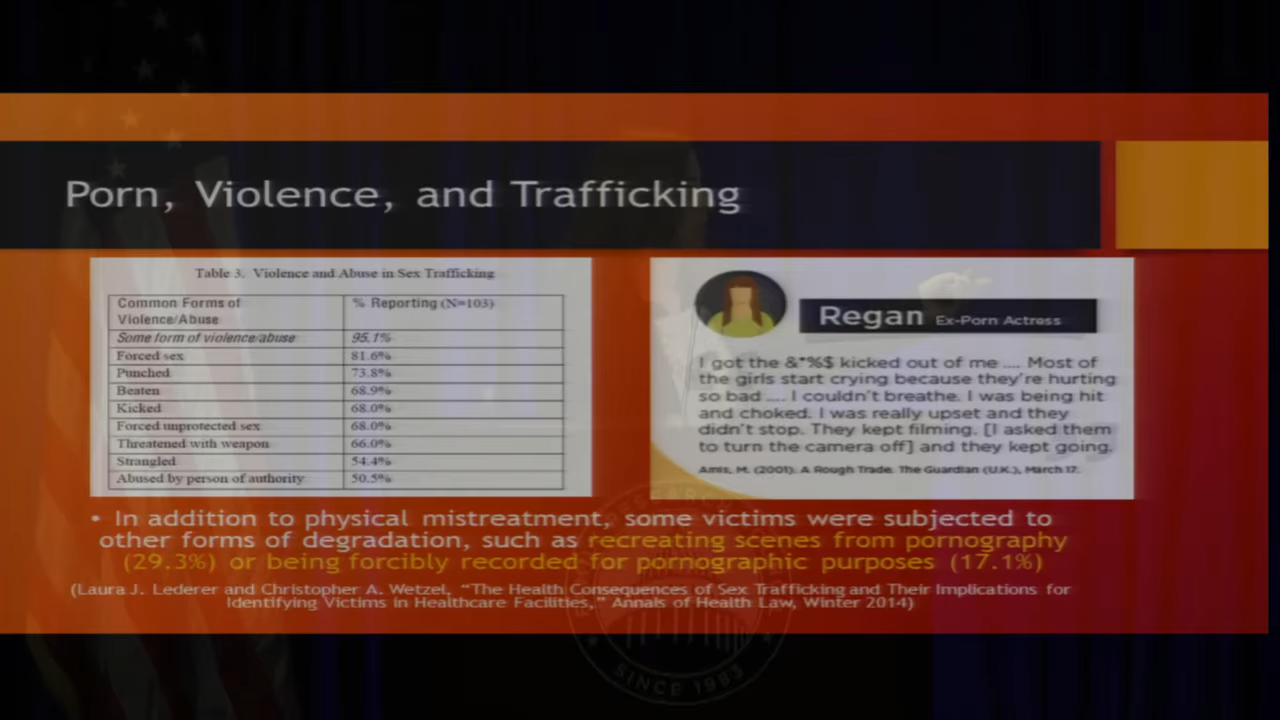 Porn, Violence, and Trafficking
Table 3. Violence and Abuse in Sex Trafficking
Common Forms of Violence/Abuse
% Reporting (N=103)
Some form of violence/abuse 95.1%
Forced sex 81.6%
Punched 73.8%
Beaten 68.9%
Kicked 68.0%
Forced unprotected sex 68.0%
Threatened with weapon 66.0%
Strangled 54.4%
Abused by person of authority 50.5%
Regan Ex-Porn Actress
I got the &*%$ kicked out of me .... Most of
the girls start crying because they're hurting
so bad .... I couldn't breathe. I was being hit
and choked. I was really upset and they
didn't stop. They kept filming. [I asked them
to turn the camera off] and they kept going.
Amis, M. (2001). A Rough Trade. The Guardian (U.K.), March 17.
• In addition to physical mistreatment, some victims were subjected to
other forms of degradation, such as recreating scenes from pornography
(29.3%) or being forcibly recorded for pornographic purposes (17.1%)
(Laura J. Lederer and Christopher A. Wetzel, "The Health Consequences of Sex Trafficking and Their Implications for
Identifying Victims in Healthcare Facilities," Annals of Health Law, Winter 2014)
RESEARCH
SINCE 1983